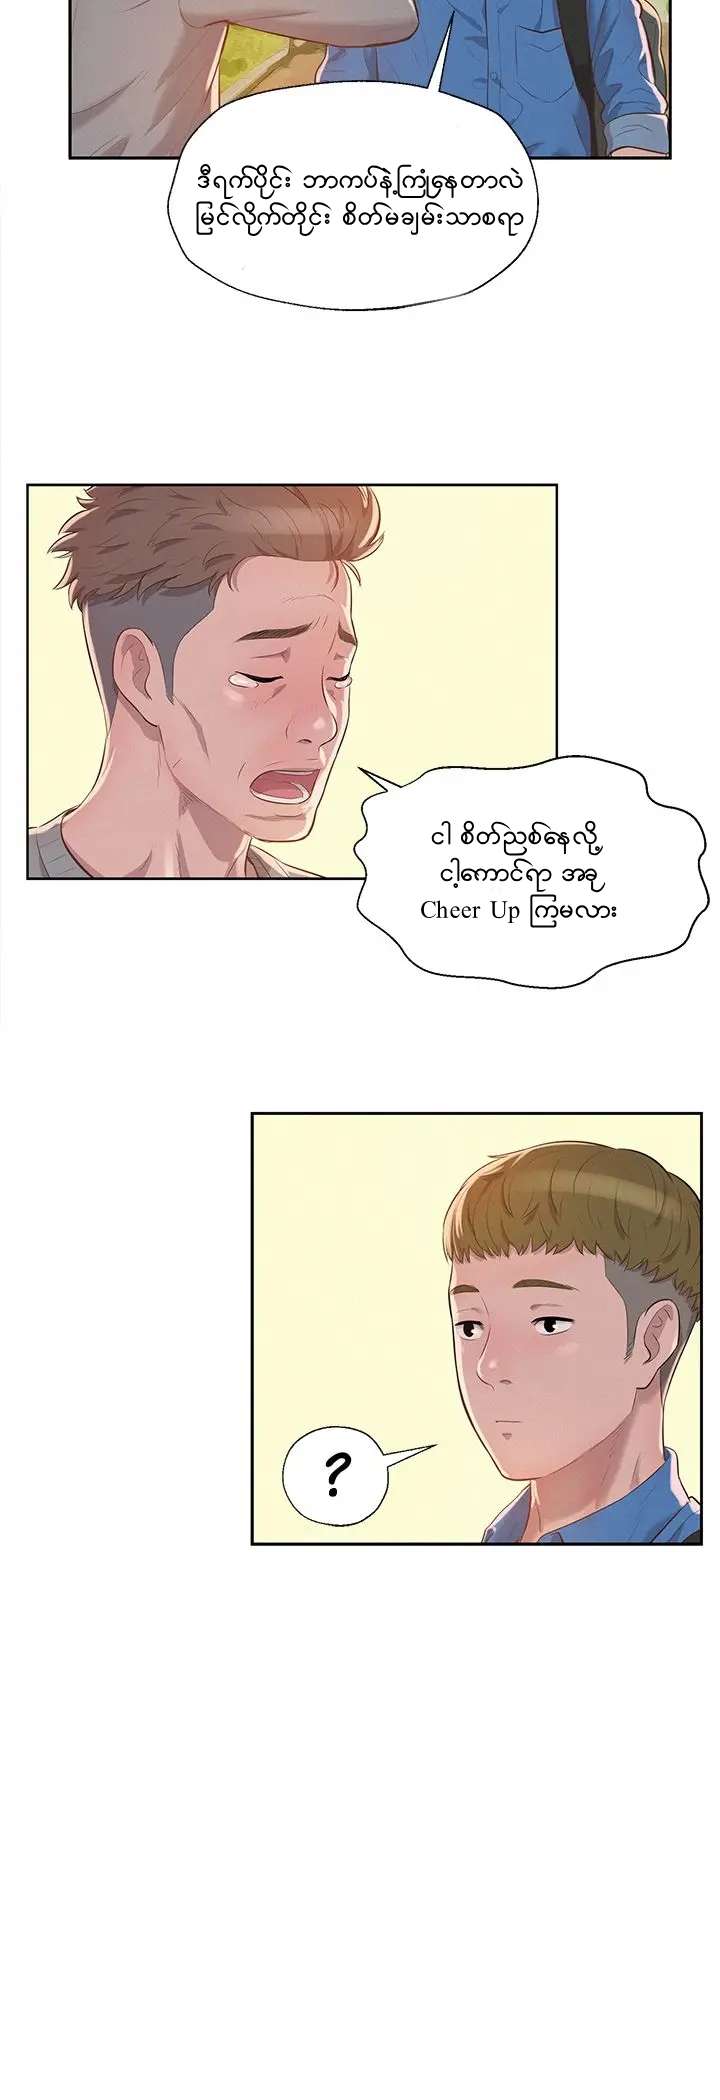 ဒီရက်ပိုင်း ဘာကပ်နဲ့ကြုံနေတာလဲ
မြင်လိုက်တိုင်း စိတ်မချမ်းသာစရာ
ငါ စိတ်ညစ်နေလို့
ငါ့ကောင်ရာ အခု
Cheer Up ကြမလား
?